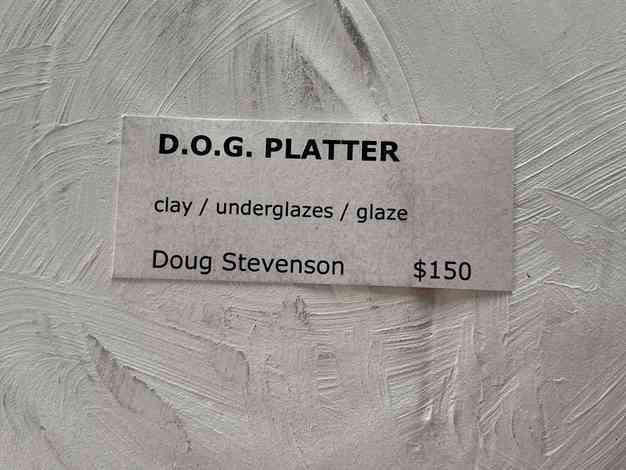 D.O.G. PLATTER
clay / underglazes / glaze
Doug Stevenson $150